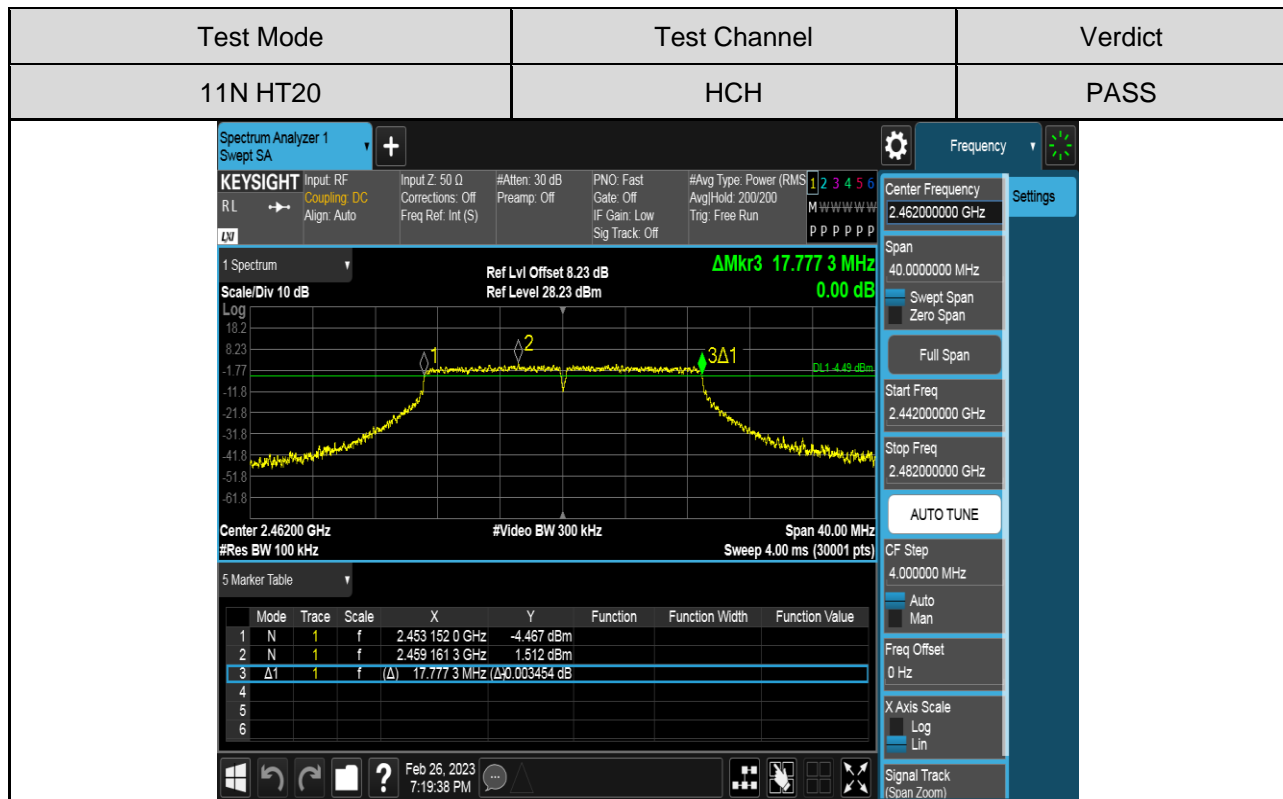 Test Mode Test Channel Verdict
11N HT20 HCH PASS
Spectrum Analyzer 1
Swept SA
+
Frequency
KEYSIGHT
RL
LXI
Input: RF
Coupling: DC
Align: Auto
Input Z: 50 Ω
Corrections: Off
Freq Ref: Int (S)
#Atten: 30 dB
Preamp: Off
PNO: Fast
Gate: Off
IF Gain: Low
Sig Track: Off
#Avg Type: Power (RMS
Avg|Hold: 200/200
Trig: Free Run
1 2 3 4 5 6
M W W W W W
P P P P P P
1 Spectrum
Scale/Div 10 dB
Ref Lvl Offset 8.23 dB
Ref Level 28.23 dBm
ΔMkr3 17.777 3 MHz
0.00 dB
Log
18.2
8.23
-1.77
-11.8
-21.8
-31.8
-41.8
-51.8
-61.8
1
2
3Δ1
DL1 -4.49 dBm
Center 2.46200 GHz
#Res BW 100 kHz
#Video BW 300 kHz
Span 40.00 MHz
Sweep 4.00 ms (30001 pts)
5 Marker Table
Mode Trace Scale X Y Function Function Width Function Value
1 N 1 f 2.453 152 0 GHz -4.467 dBm
2 N 1 f 2.459 161 3 GHz 1.512 dBm
3 Δ1 1 f (Δ) 17.777 3 MHz (Δ) -0.003454 dB
4
5
6
?
Feb 26, 2023
7:19:38 PM
Center Frequency
2.462000000 GHz
Settings
Span
40.0000000 MHz
Swept Span
Zero Span
Full Span
Start Freq
2.442000000 GHz
Stop Freq
2.482000000 GHz
AUTO TUNE
CF Step
4.000000 MHz
Auto
Man
Freq Offset
0 Hz
X Axis Scale
Log
Lin
Signal Track
(Span Zoom)